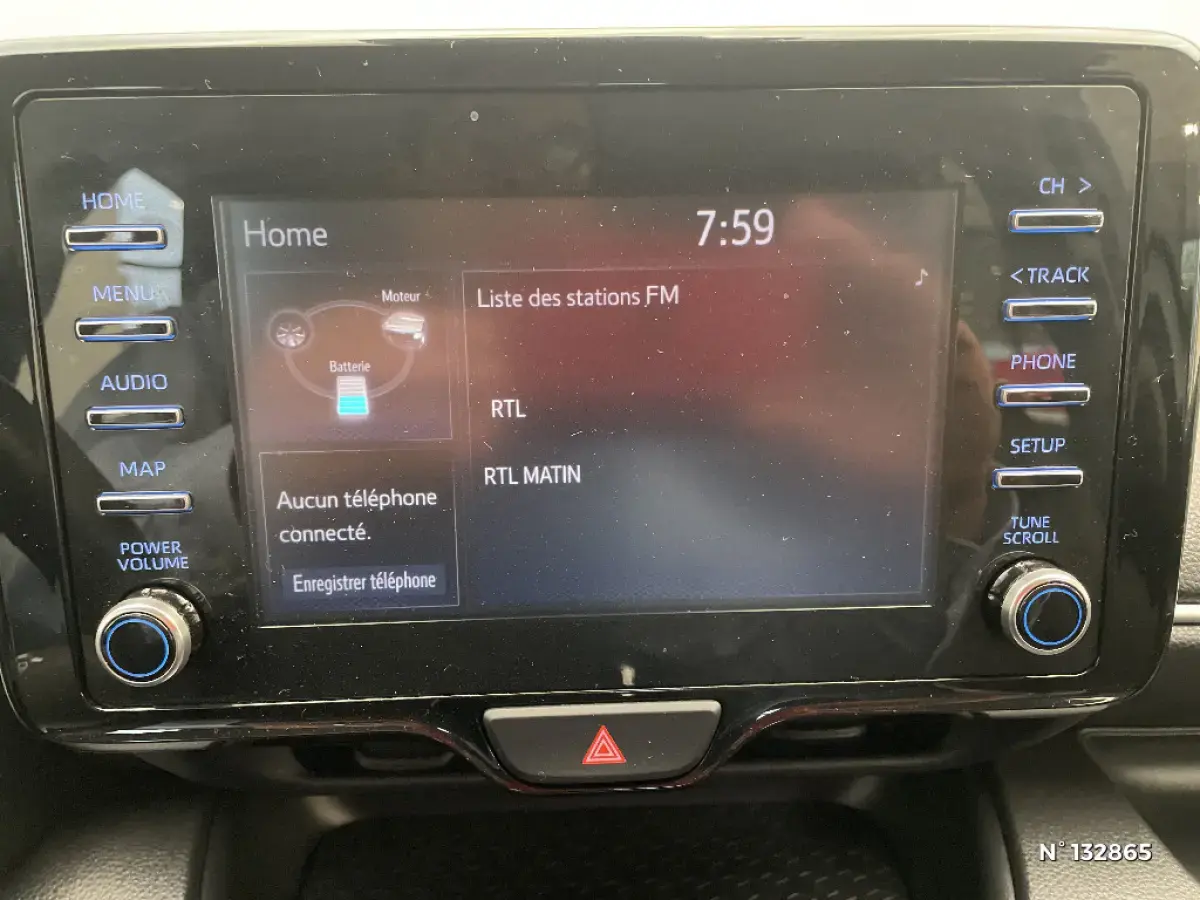 HOME
MENU
AUDIO
MAP
POWER
VOLUME
Home
7:59
Moteur
Batterie
Aucun téléphone
connecté.
Enregistrer téléphone
Liste des stations FM
RTL
RTL MATIN
CH >
< TRACK
PHONE
SETUP
TUNE
SCROLL
N° 132865